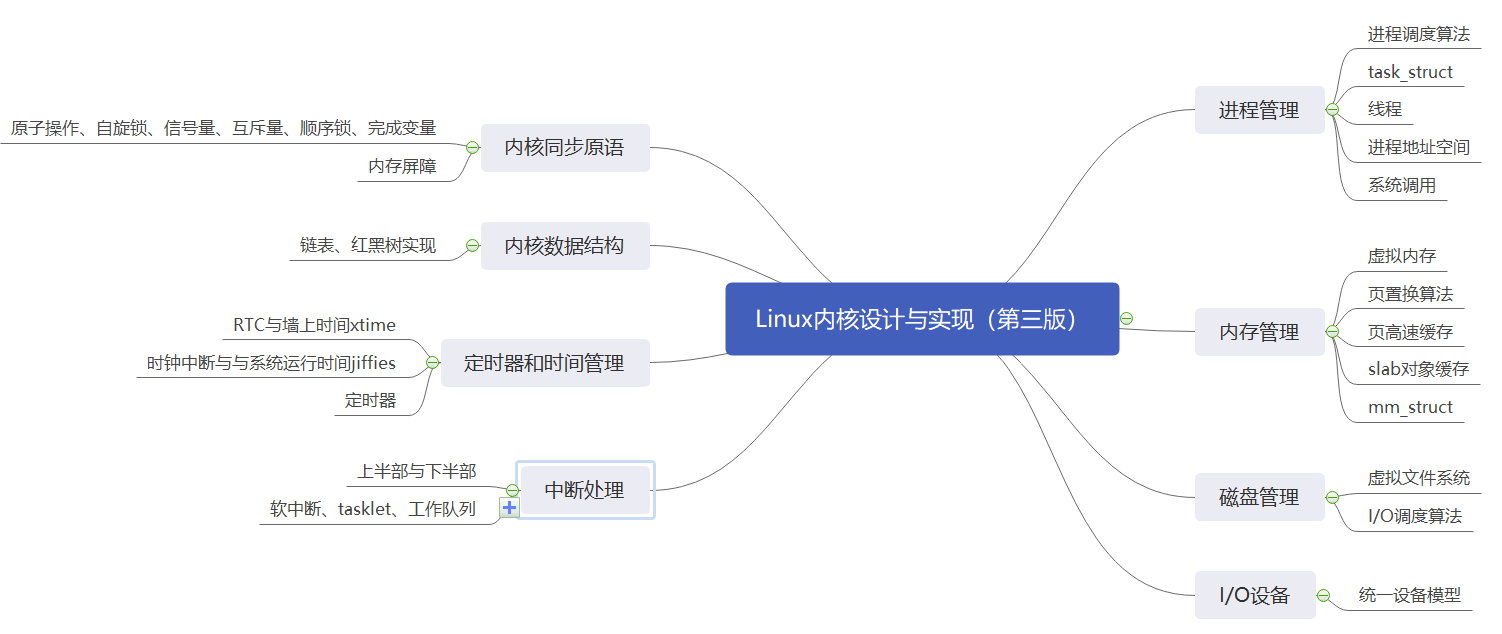 Linux内核设计与实现（第三版）
进程管理
进程调度算法
task_struct
线程
进程地址空间
系统调用
内存管理
虚拟内存
页置换算法
页高速缓存
slab对象缓存
mm_struct
磁盘管理
虚拟文件系统
I/O调度算法
I/O设备
统一设备模型
内核同步原语
原子操作、自旋锁、信号量、互斥量、顺序锁、完成变量
内存屏障
内核数据结构
链表、红黑树实现
定时器和时间管理
RTC与墙上时间xtime
时钟中断与与系统运行时间jiffies
定时器
中断处理
上半部与下半部
软中断、tasklet、工作队列